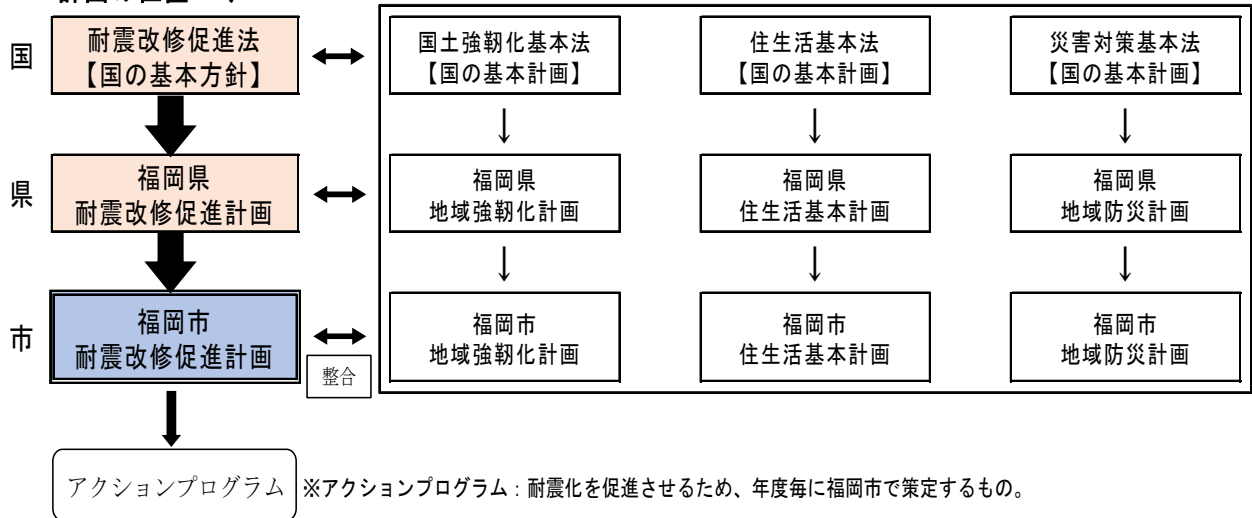 国
耐震改修促進法
【国の基本方針】
国土強靭化基本法
【国の基本計画】
住生活基本法
【国の基本計画】
災害対策基本法
【国の基本計画】
↓
↓
↓
県
福岡県
耐震改修促進計画
福岡県
地域強靭化計画
福岡県
住生活基本計画
福岡県
地域防災計画
↓
↓
↓
市
福岡市
耐震改修促進計画
整合
福岡市
地域強靭化計画
福岡市
住生活基本計画
福岡市
地域防災計画
アクションプログラム
※アクションプログラム：耐震化を促進させるため、年度毎に福岡市で策定するもの。